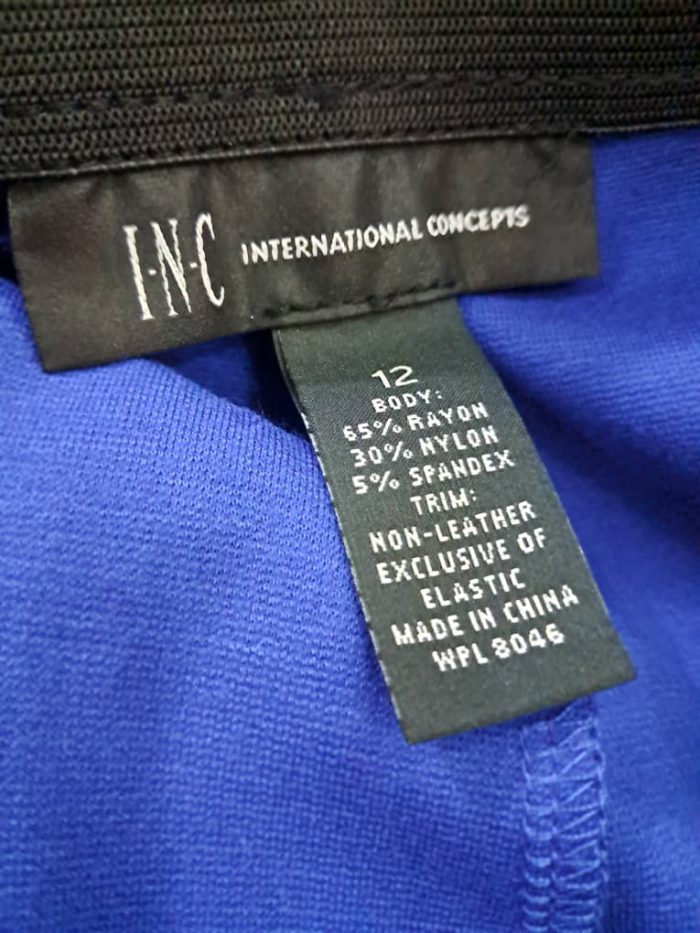 I·N·C INTERNATIONAL CONCEPTS
12
BODY:
65% RAYON
30% NYLON
5% SPANDEX
TRIM:
NON-LEATHER
EXCLUSIVE OF
ELASTIC
MADE IN CHINA
WPL 8046